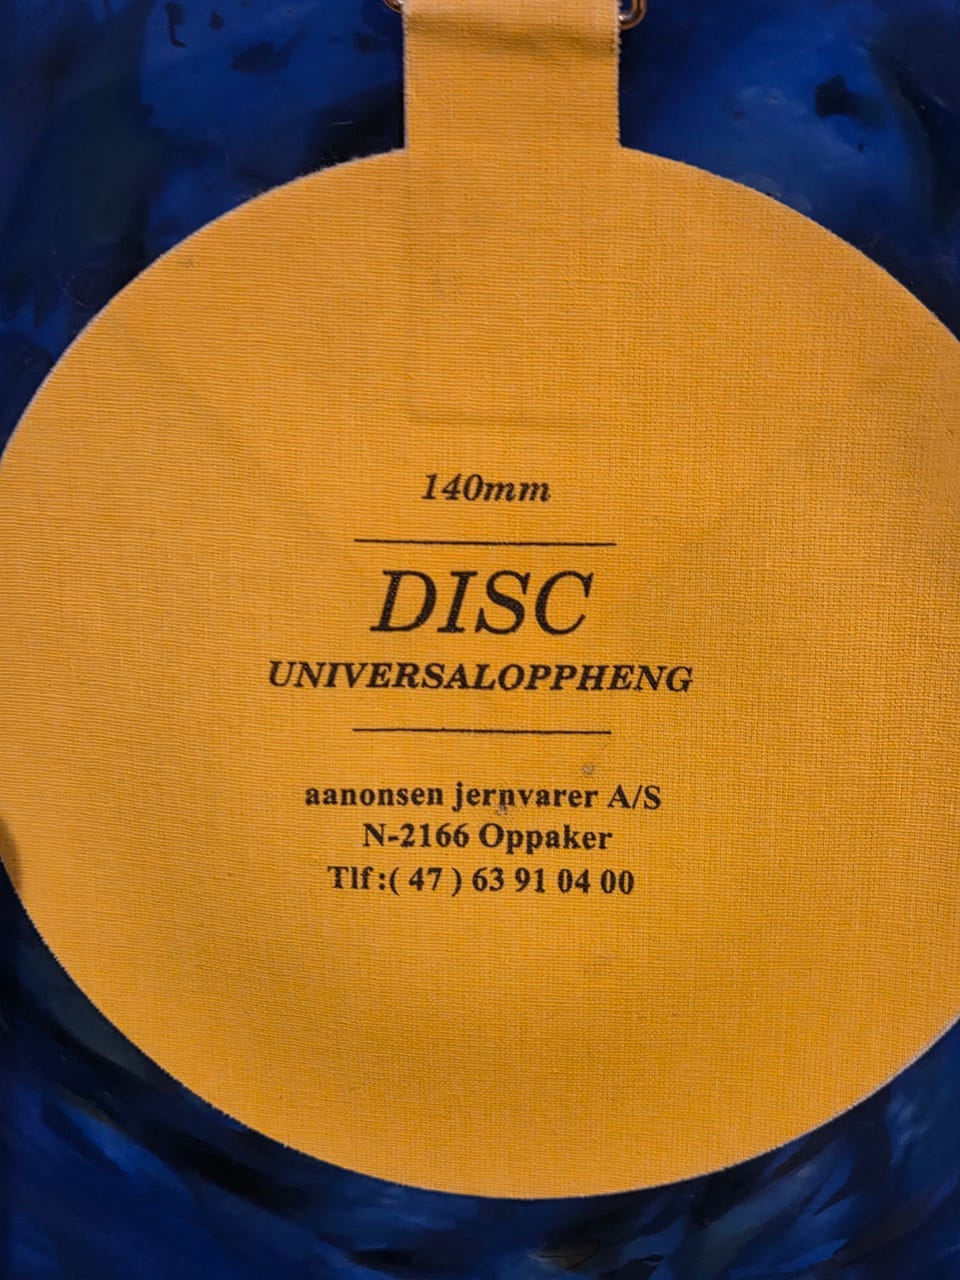 140mm
DISC
UNIVERSALOPPHENG
aanonsen jernvarer A/S
N-2166 Oppaker
Tlf :( 47 ) 63 91 04 00